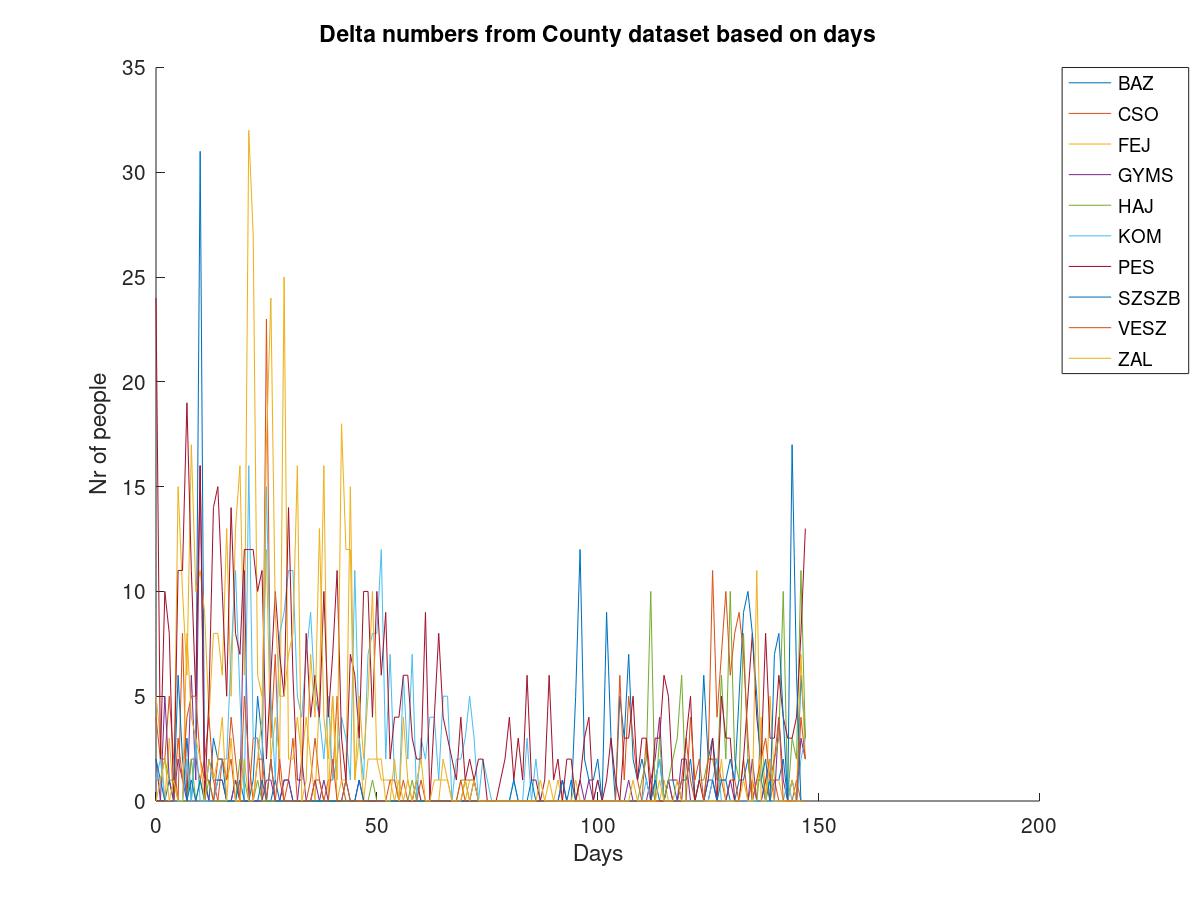 Delta numbers from County dataset based on days
35
30
25
20
15
10
5
0
Nr of people
0 50 100 150 200
Days
BAZ
CSO
FEJ
GYMS
HAJ
KOM
PES
SZSZB
VESZ
ZAL